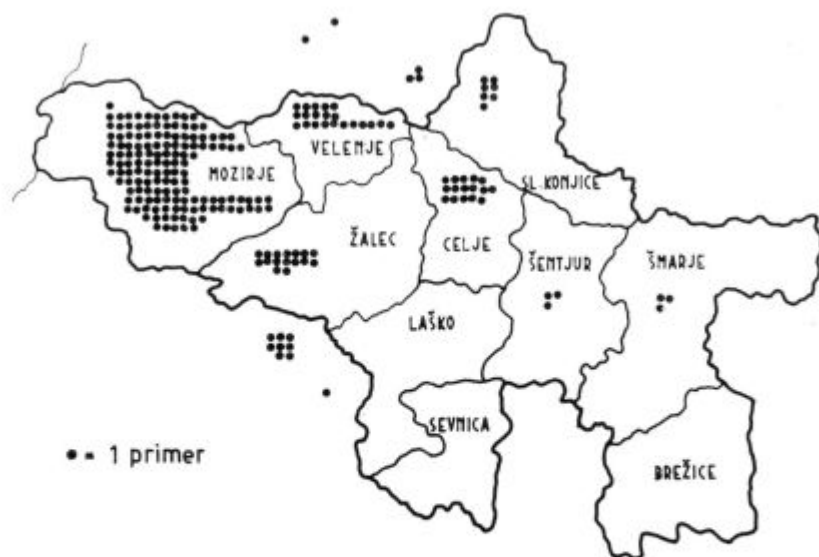 VELENJE
MOZIRJE
SL. KONJICE
ŽALEC
CELJE
ŠENTJUR
ŠMARJE
LAŠKO
SEVNICA
● = 1 primer
BREŽICE